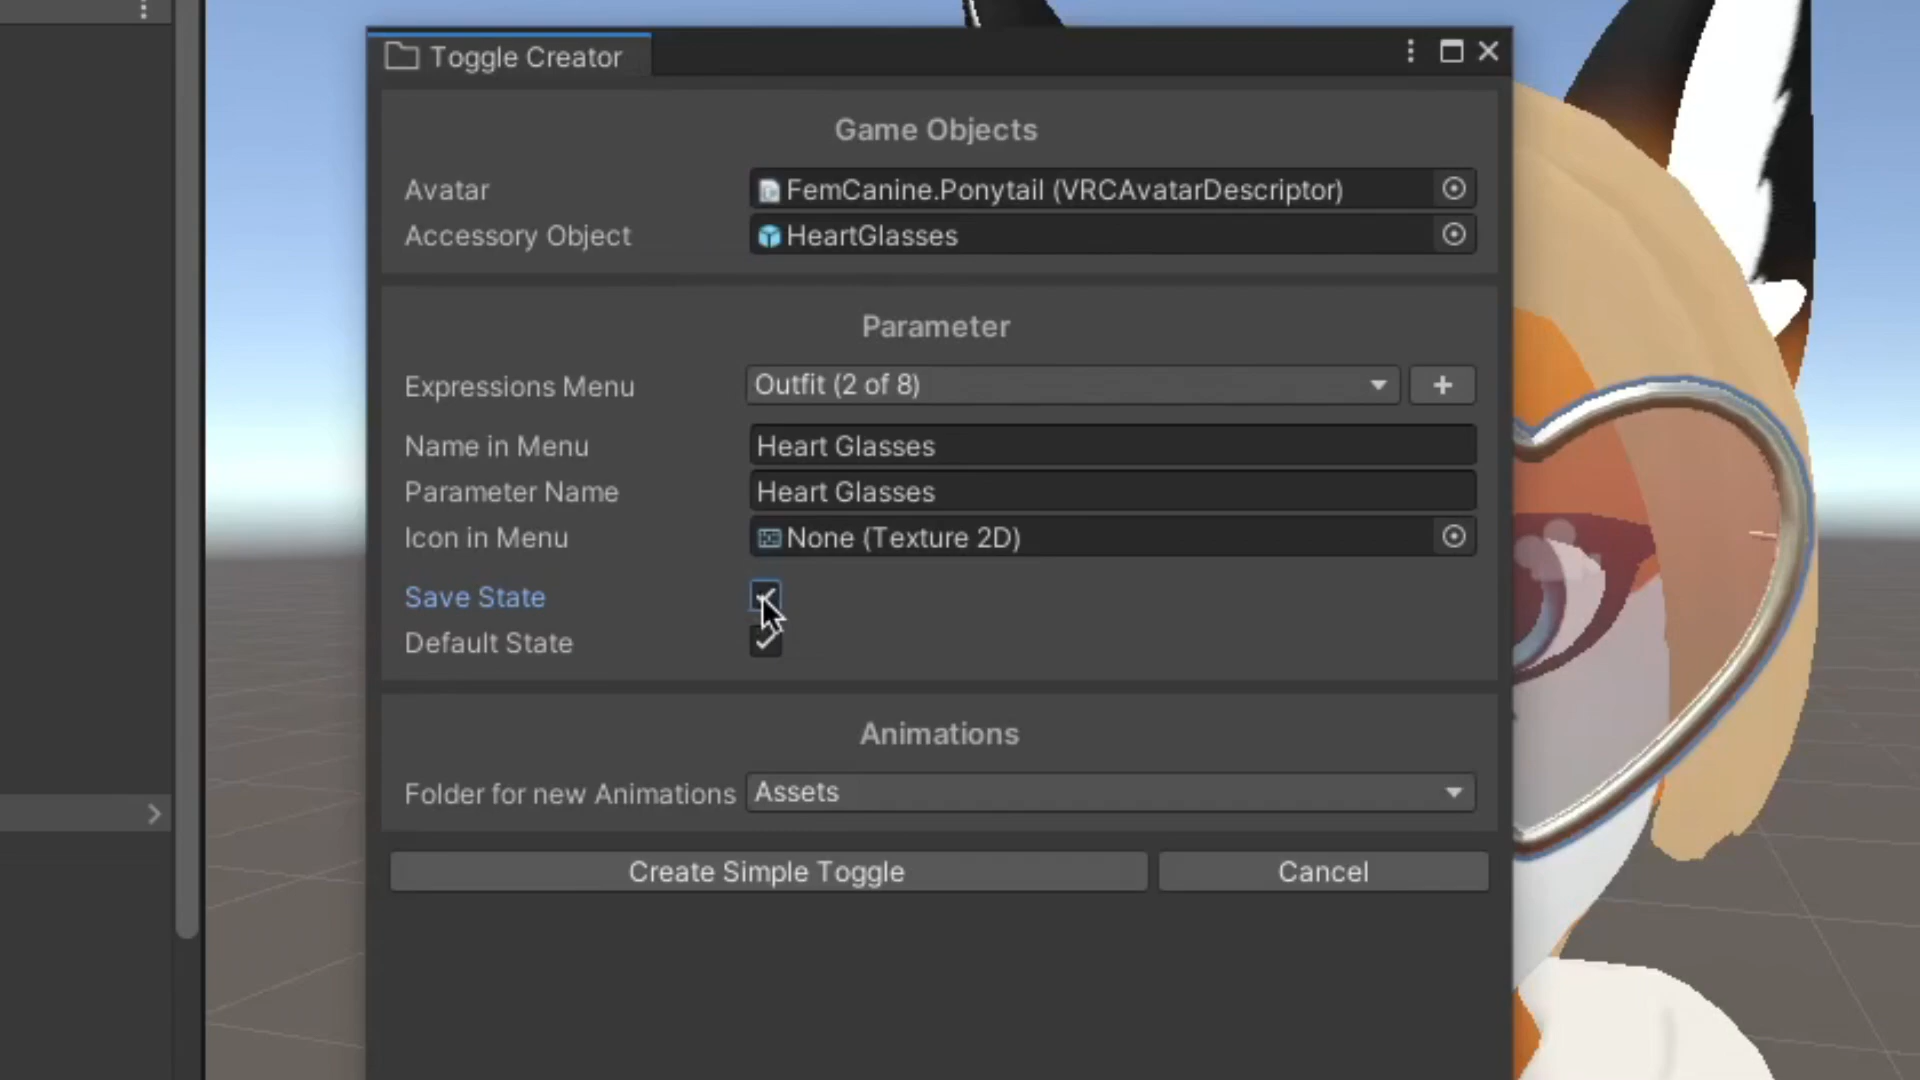 Toggle Creator
Game Objects
Avatar
FemCanine.Ponytail (VRCAvatarDescriptor)
Accessory Object
HeartGlasses
Parameter
Expressions Menu
Outfit (2 of 8)
+
Name in Menu
Heart Glasses
Parameter Name
Heart Glasses
Icon in Menu
None (Texture 2D)
Save State
Default State
Animations
Folder for new Animations
Assets
Create Simple Toggle
Cancel